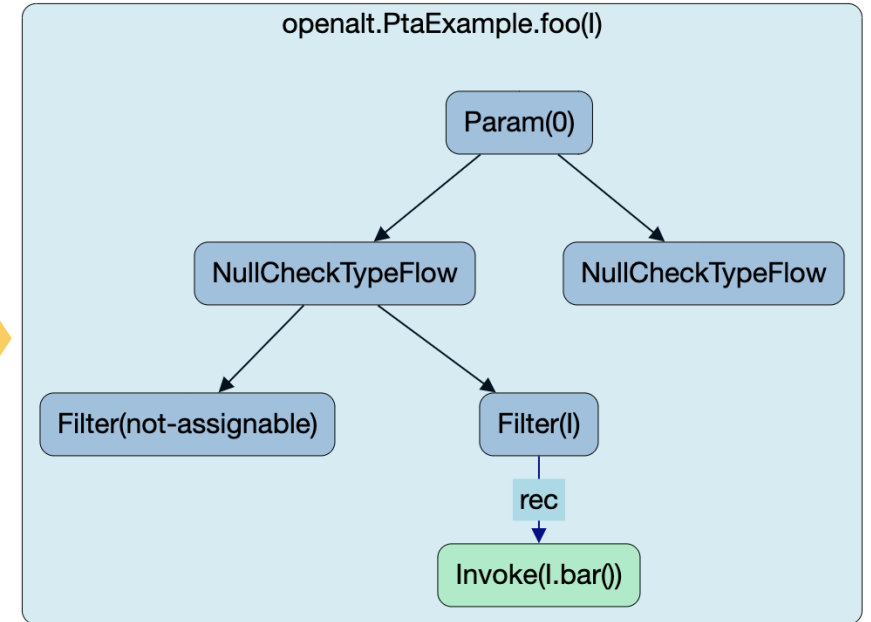 openalt.PtaExample.foo(I)
Param(0)
NullCheckTypeFlow
NullCheckTypeFlow
Filter(not-assignable)
Filter(I)
rec
Invoke(I.bar())